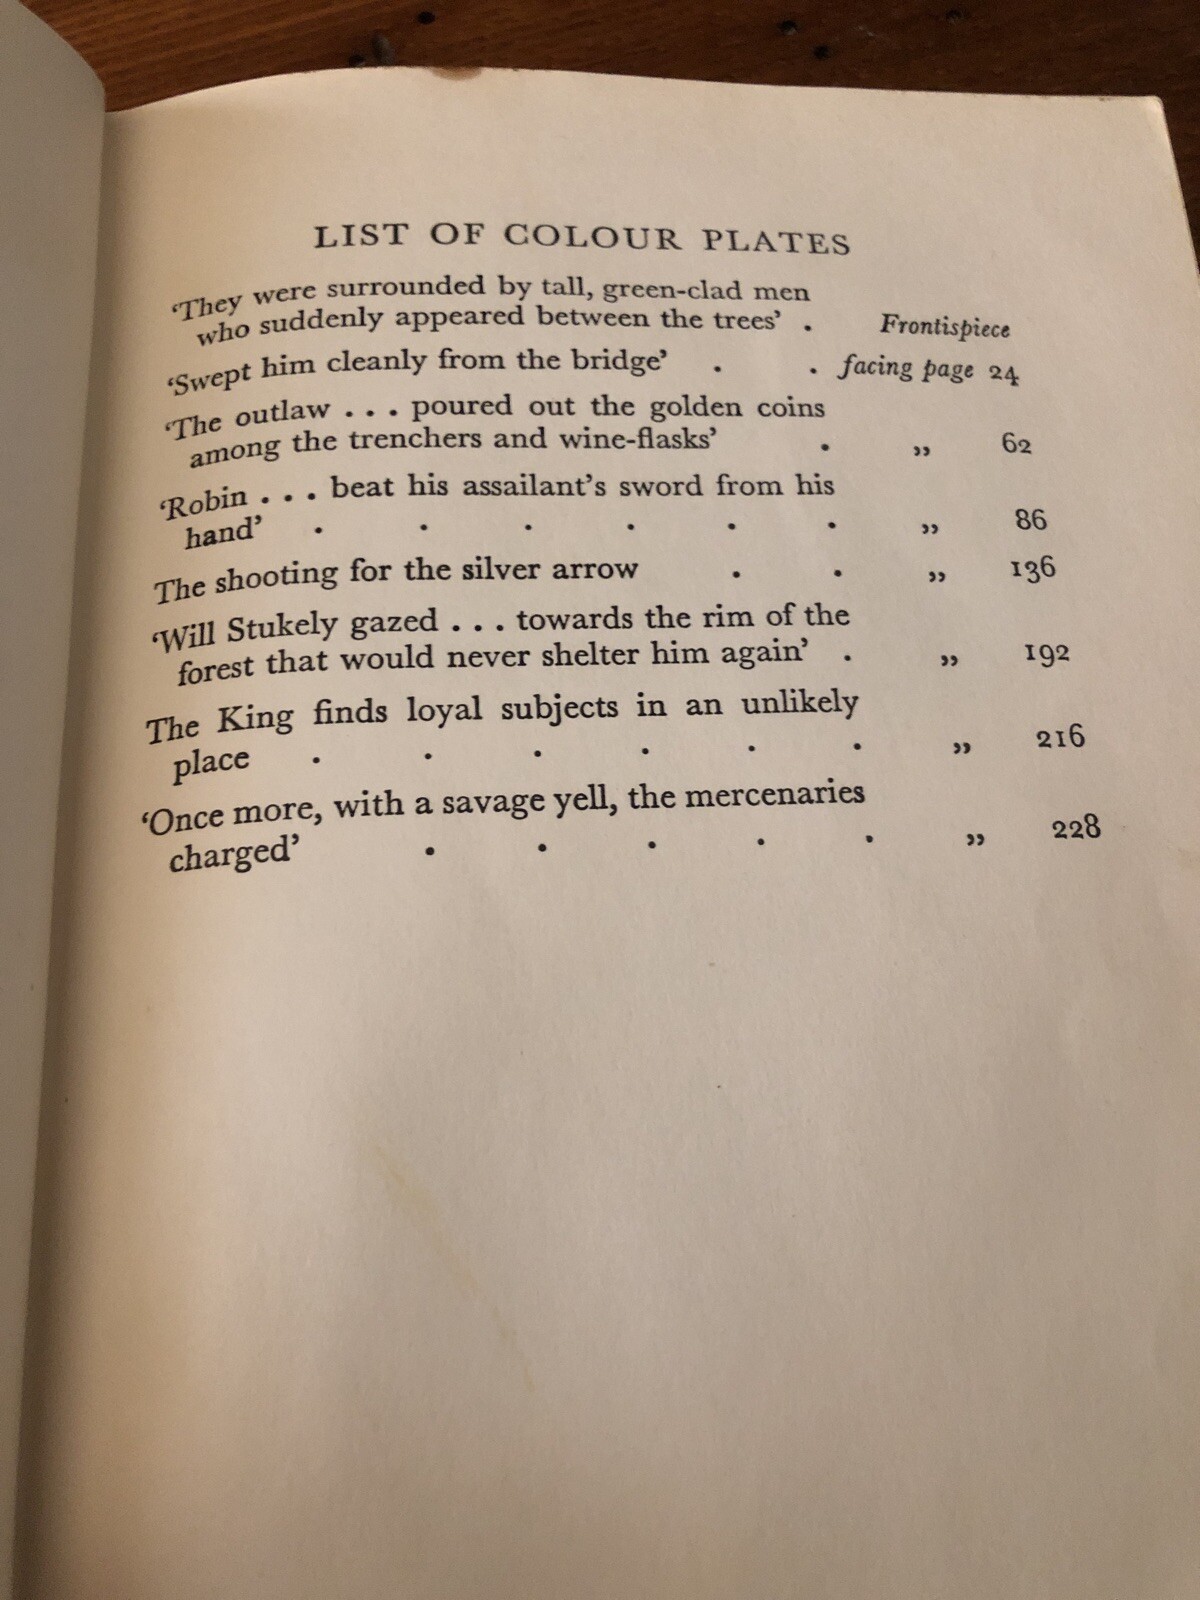 LIST OF COLOUR PLATES
‘They were surrounded by tall, green-clad men
who suddenly appeared between the trees’ . Frontispiece
‘Swept him cleanly from the bridge’ . . facing page 24
‘The outlaw . . . poured out the golden coins
among the trenchers and wine-flasks’ . ,, 62
‘Robin . . . beat his assailant’s sword from his
hand’ . . . . . . ,, 86
The shooting for the silver arrow . . ,, 136
‘Will Stukely gazed . . . towards the rim of the
forest that would never shelter him again’ . ,, 192
The King finds loyal subjects in an unlikely
place . . . . . . ,, 216
‘Once more, with a savage yell, the mercenaries
charged’ . . . . . ,, 228